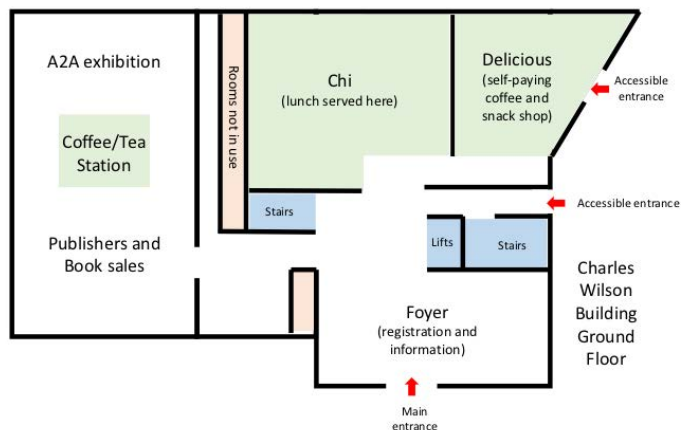 A2A exhibition
Coffee/Tea
Station
Publishers and
Book sales
Rooms not in use
Chi
(lunch served here)
Delicious
(self-paying
coffee and
snack shop)
Accessible
entrance
Stairs
Accessible entrance
Lifts
Stairs
Foyer
(registration and
information)
Charles
Wilson
Building
Ground
Floor
Main
entrance